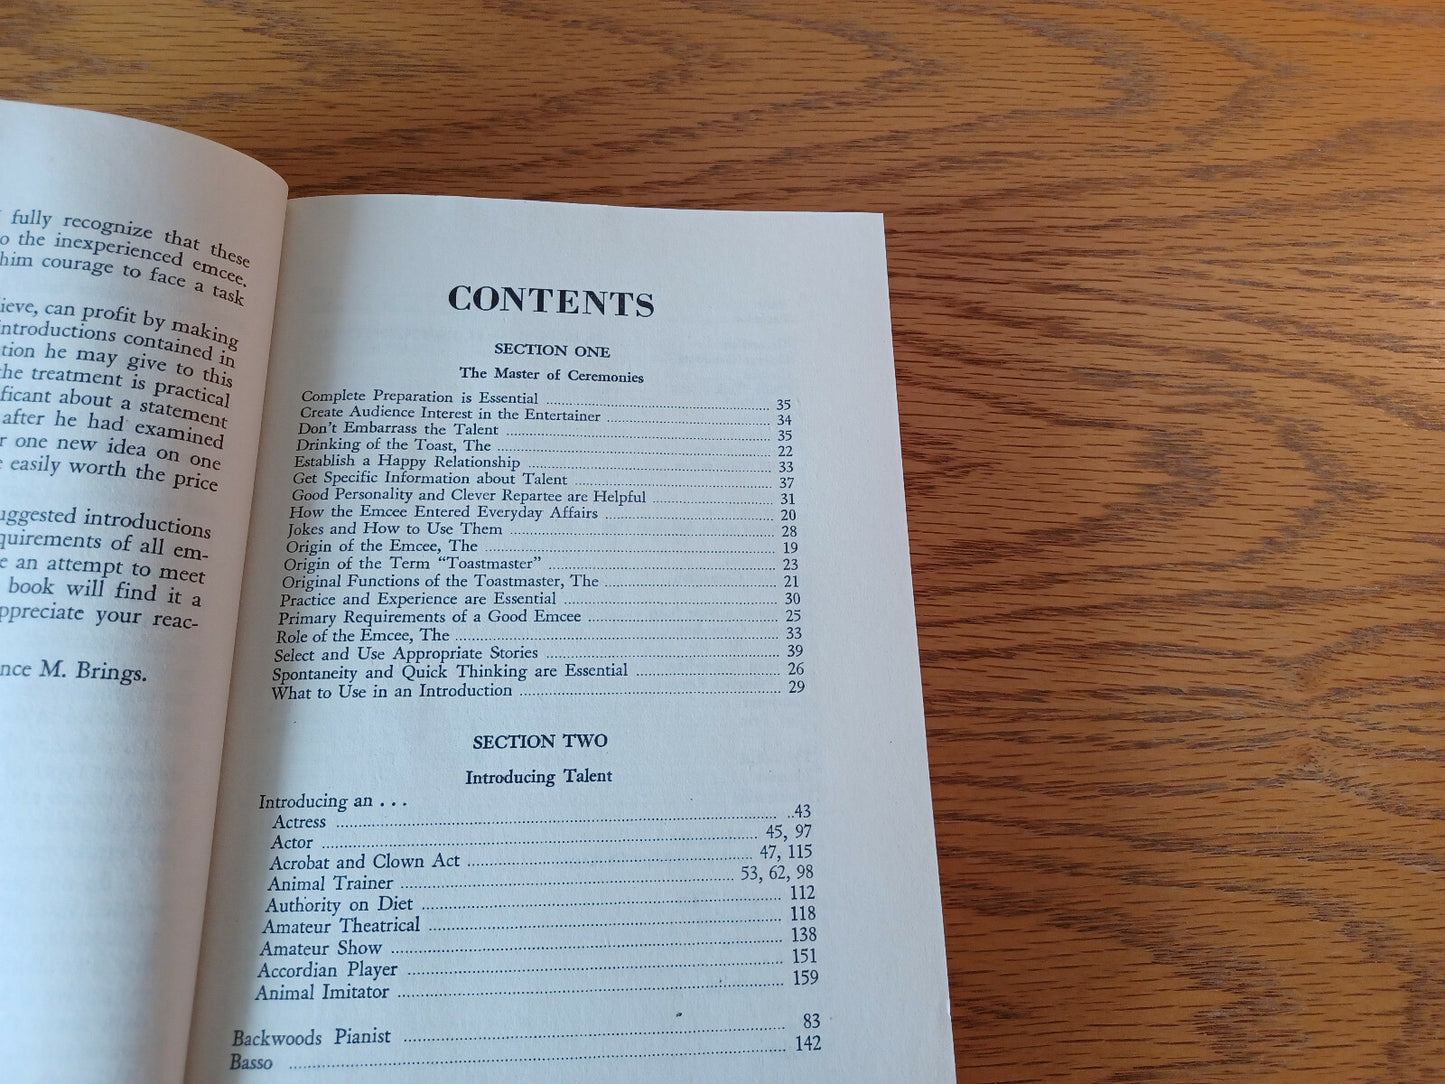 fully recognize that these
the inexperienced emcee.
him courage to face a task
can profit by making
introductions contained in
he may give to this
the treatment is practical
about a statement
after he had examined
one new idea on one
easily worth the price
introductions
of all em-
an attempt to meet
book will find it a
your reac-
M. Brings.
CONTENTS
SECTION ONE
The Master of Ceremonies
Complete Preparation is Essential 35
Create Audience Interest in the Entertainer 34
Don't Embarrass the Talent 35
Drinking of the Toast, The 22
Establish a Happy Relationship 33
Get Specific Information about Talent 37
Good Personality and Clever Repartee are Helpful 31
How the Emcee Entered Everyday Affairs 20
Jokes and How to Use Them 28
Origin of the Emcee, The 19
Origin of the Term “Toastmaster” 23
Original Functions of the Toastmaster, The 21
Practice and Experience are Essential 30
Primary Requirements of a Good Emcee 25
Role of the Emcee, The 33
Select and Use Appropriate Stories 39
Spontaneity and Quick Thinking are Essential 26
What to Use in an Introduction 29
SECTION TWO
Introducing Talent
Introducing an . . .
Actress 43
Actor 45, 97
Acrobat and Clown Act 47, 115
Animal Trainer 53, 62, 98
Authority on Diet 112
Amateur Theatrical 118
Amateur Show 138
Accordian Player 151
Animal Imitator 159
Backwoods Pianist 83
Basso 142